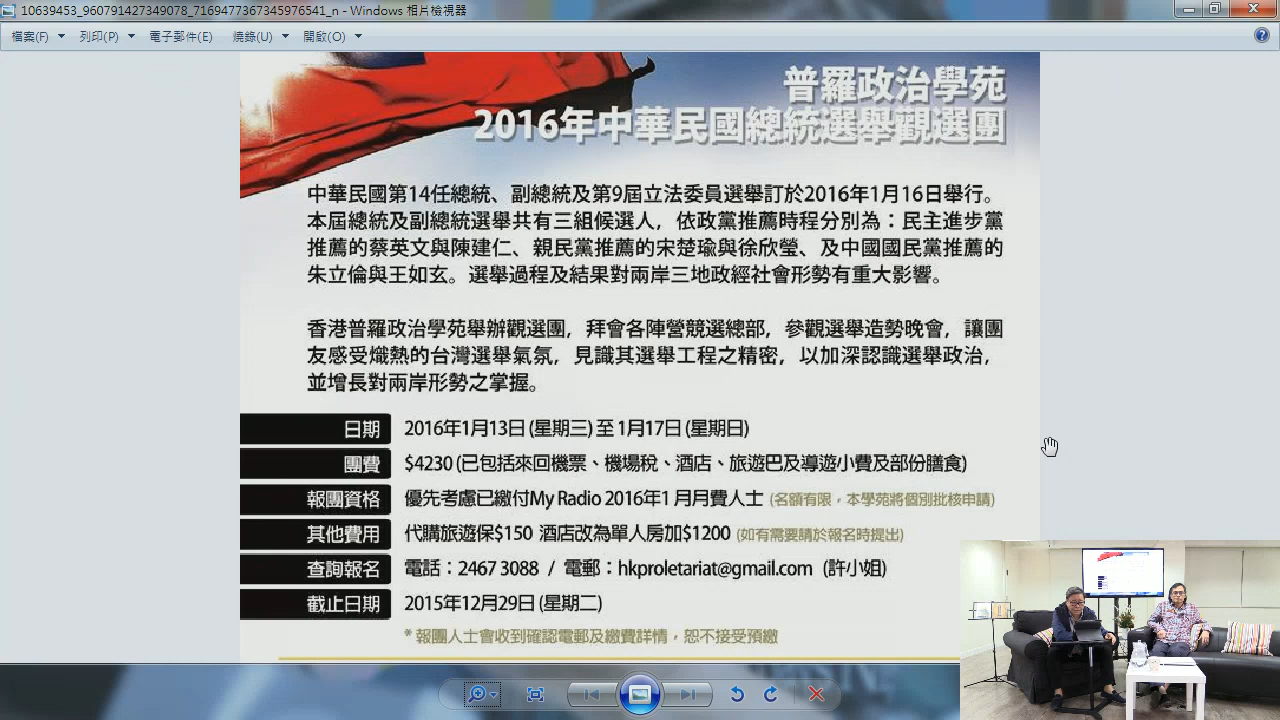 10639453_960791427349078_7169477367345976541_n - Windows 相片檢視器
檔案(F) 列印(P) 電子郵件(E) 燒錄(U) 開啟(O)
普羅政治學苑
2016年中華民國總統選舉觀選團
中華民國第14任總統、副總統及第9屆立法委員選舉訂於2016年1月16日舉行。
本屆總統及副總統選舉共有三組候選人，依政黨推薦時程分別為：民主進步黨
推薦的蔡英文與陳建仁、親民黨推薦的宋楚瑜與徐欣瑩、及中國國民黨推薦的
朱立倫與王如玄。選舉過程及結果對兩岸三地政經社會形勢有重大影響。
香港普羅政治學苑舉辦觀選團，拜會各陣營競選總部，參觀選舉造勢晚會，讓團
友感受熾熱的台灣選舉氣氛，見識其選舉工程之精密，以加深認識選舉政治，
並增長對兩岸形勢之掌握。
日期 2016年1月13日 (星期三) 至 1月17日 (星期日)
團費 $4230 (已包括來回機票、機場稅、酒店、旅遊巴及導遊小費及部份膳食)
報團資格 優先考慮已繳付My Radio 2016年1 月月費人士 (名額有限，本學苑將個別批核申請)
其他費用 代購旅遊保$150 酒店改為單人房加$1200 (如有需要請於報名時提出)
查詢報名 電話：2467 3088 / 電郵：hkproletariat@gmail.com (許小姐)
截止日期 2015年12月29日 (星期二)
* 報團人士會收到確認電郵及繳費詳情，恕不接受預繳